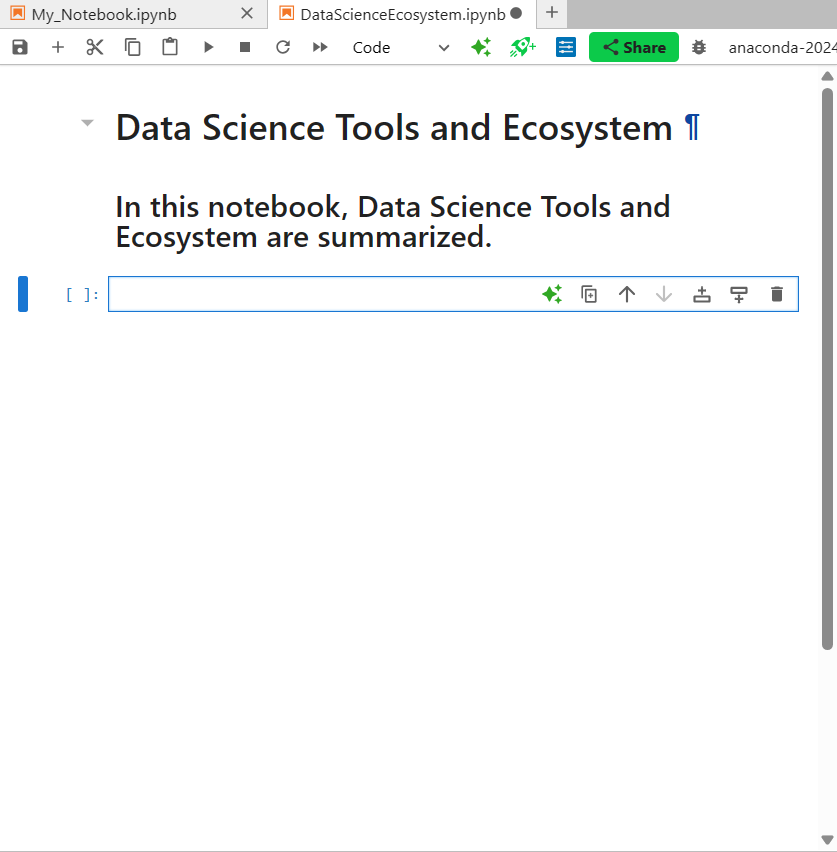 My_Notebook.ipynb
DataScienceEcosystem.ipynb
Code
Share
anaconda-2024
Data Science Tools and Ecosystem ¶
In this notebook, Data Science Tools and
Ecosystem are summarized.
[ ]: